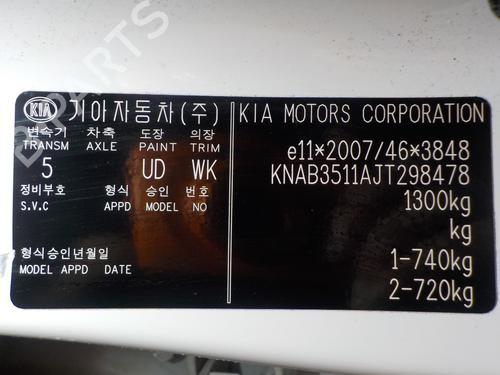 KIA 기아자동차(주)
변속기 차축 도장 의장
TRANSM AXLE PAINT TRIM
5 UD WK
정비부호 형식 승인 번호
S.V.C APPD MODEL NO
형식승인년월일
MODEL APPD DATE
KIA MOTORS CORPORATION
e11*2007/46*3848
KNAB3511AJT298478
1300kg
kg
1-740kg
2-720kg
B-PARTS